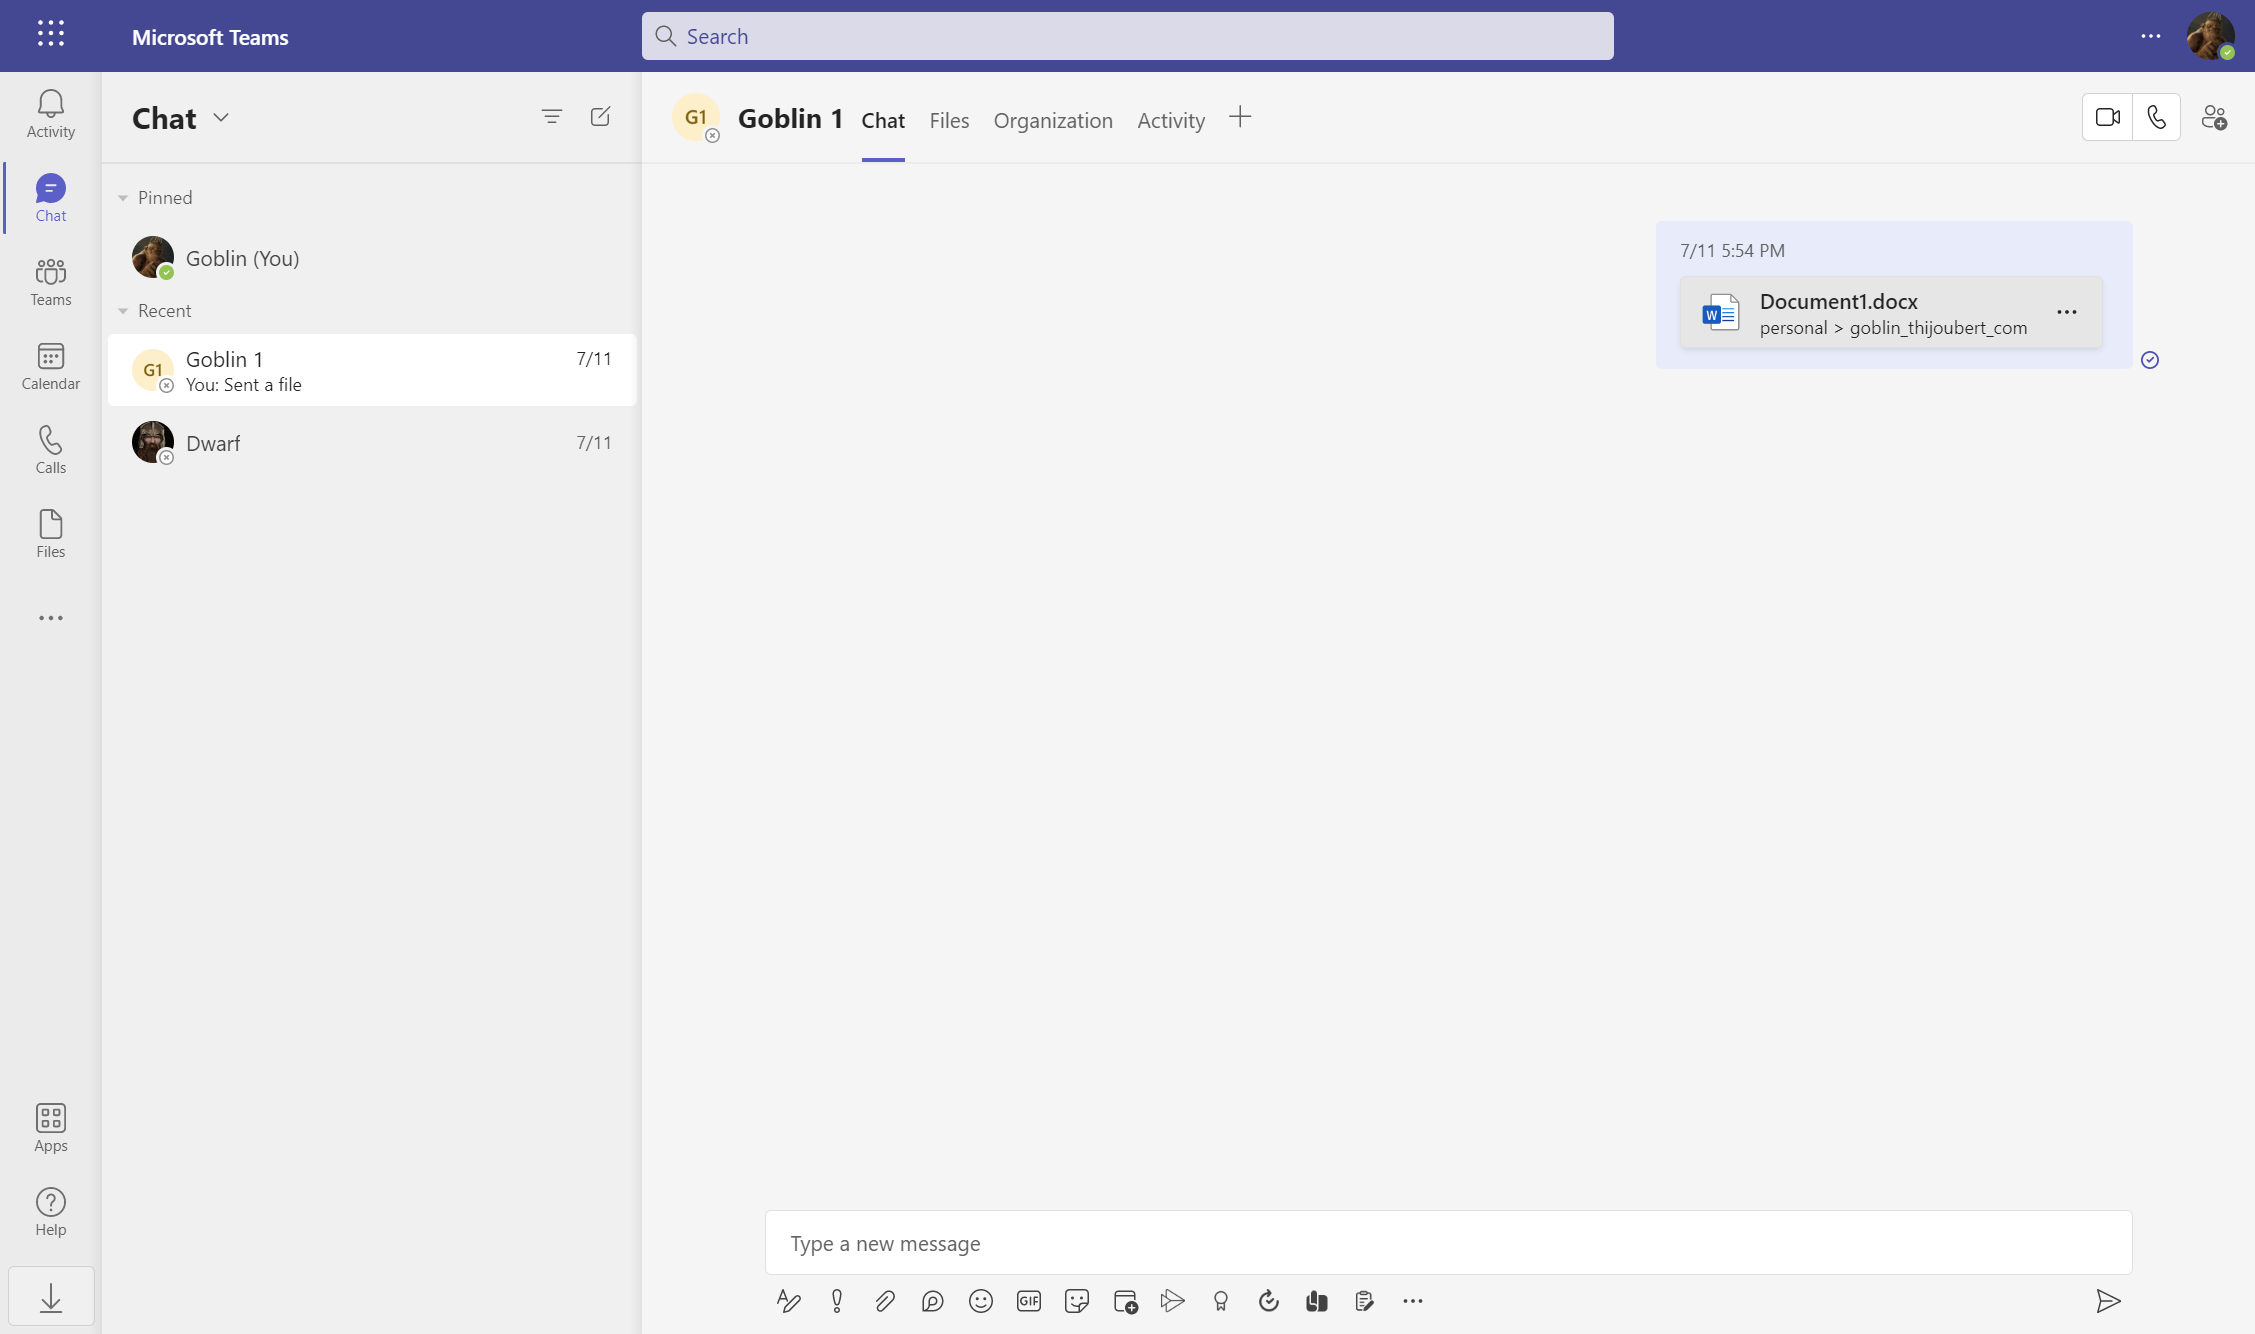 Microsoft Teams
Search
Activity
Chat
Teams
Calendar
Calls
Files
Apps
Help
Chat
Pinned
Goblin (You)
Recent
G1
Goblin 1
7/11
You: Sent a file
Dwarf
7/11
G1
Goblin 1
Chat
Files
Organization
Activity
7/11 5:54 PM
W
Document1.docx
personal > goblin_thijoubert_com
Type a new message
GIF